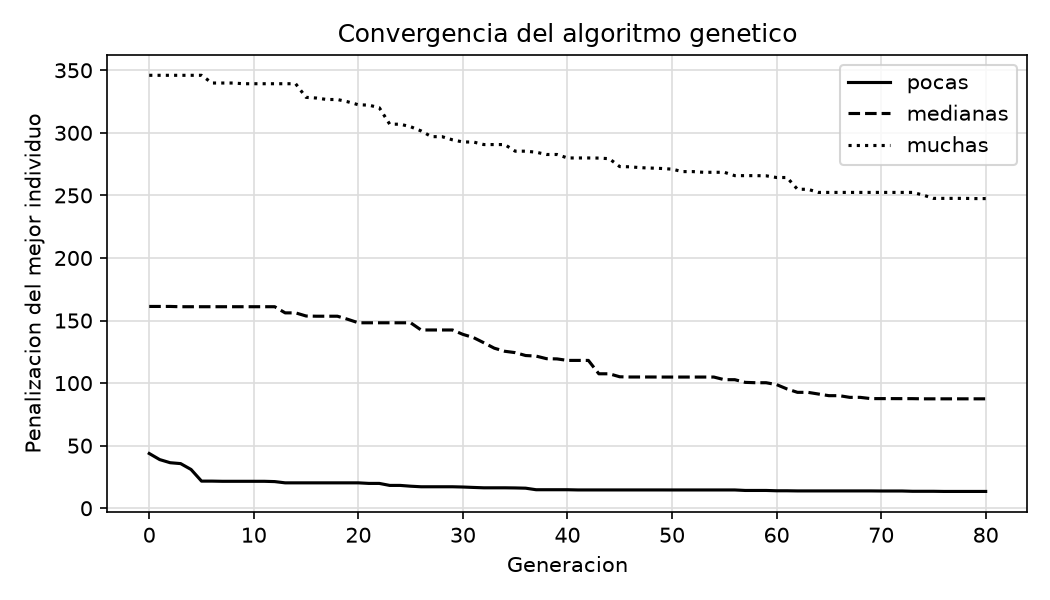 Convergencia del algoritmo genetico
Penalizacion del mejor individuo
350
300
250
200
150
100
50
0
pocas
medianas
muchas
0 10 20 30 40 50 60 70 80
Generacion